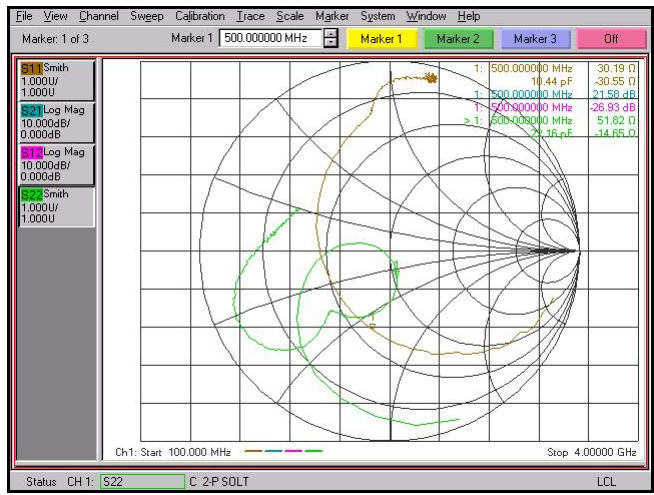 File View Channel Sweep Calibration Trace Scale Marker System Window Help
Marker: 1 of 3 Marker 1 500.000000 MHz Marker 1 Marker 2 Marker 3 Off
S11 Smith
1.000U/
1.000U
S21 Log Mag
10.000dB/
0.000dB
S12 Log Mag
10.000dB/
0.000dB
S22 Smith
1.000U/
1.000U
1: 500.000000 MHz 30.19 Ω
10.44 pF -30.55 Ω
1: 500.000000 MHz 21.58 dB
1: 500.000000 MHz -26.93 dB
> 1: 500.000000 MHz 51.82 Ω
pF -14.65 Ω
1
Ch1: Start 100.000 MHz Stop 4.00000 GHz
Status CH 1: S22 C 2-P SOLT LCL